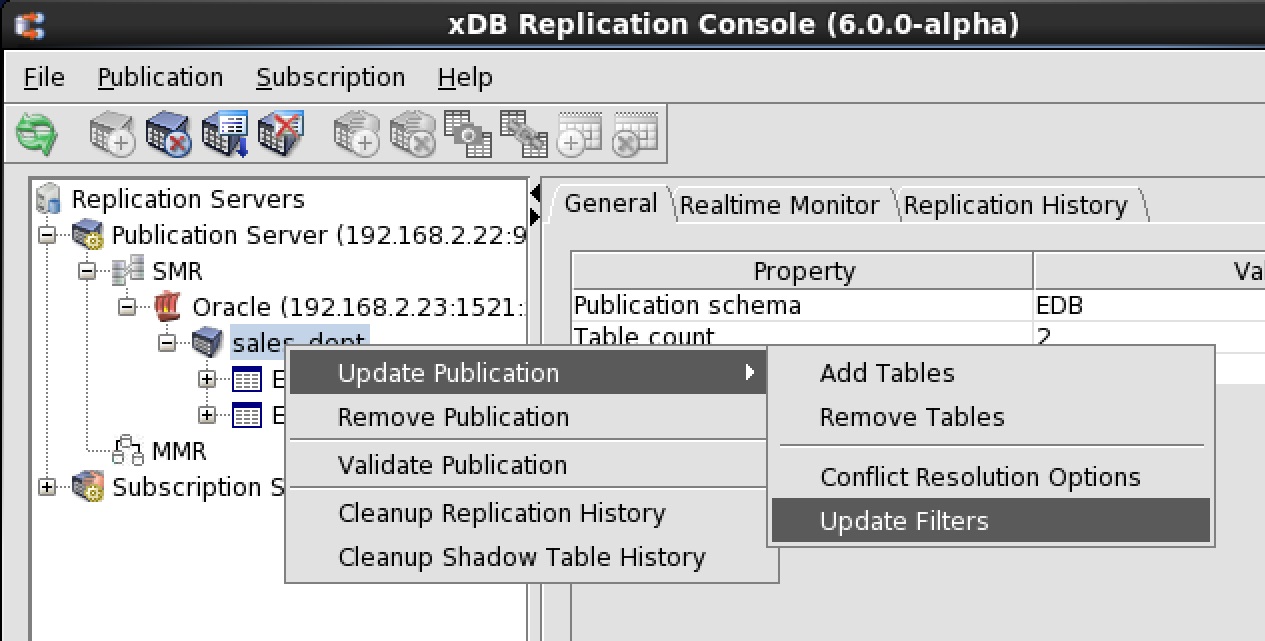 xDB Replication Console (6.0.0-alpha)
File Publication Subscription Help
Replication Servers
Publication Server (192.168.2.22:9
SMR
Oracle (192.168.2.23:1521:
sales_dept
E
E
MMR
Subscription S
General Realtime Monitor Replication History
Property Va
Publication schema EDB
Table count 2
Update Publication
Remove Publication
Validate Publication
Cleanup Replication History
Cleanup Shadow Table History
Add Tables
Remove Tables
Conflict Resolution Options
Update Filters